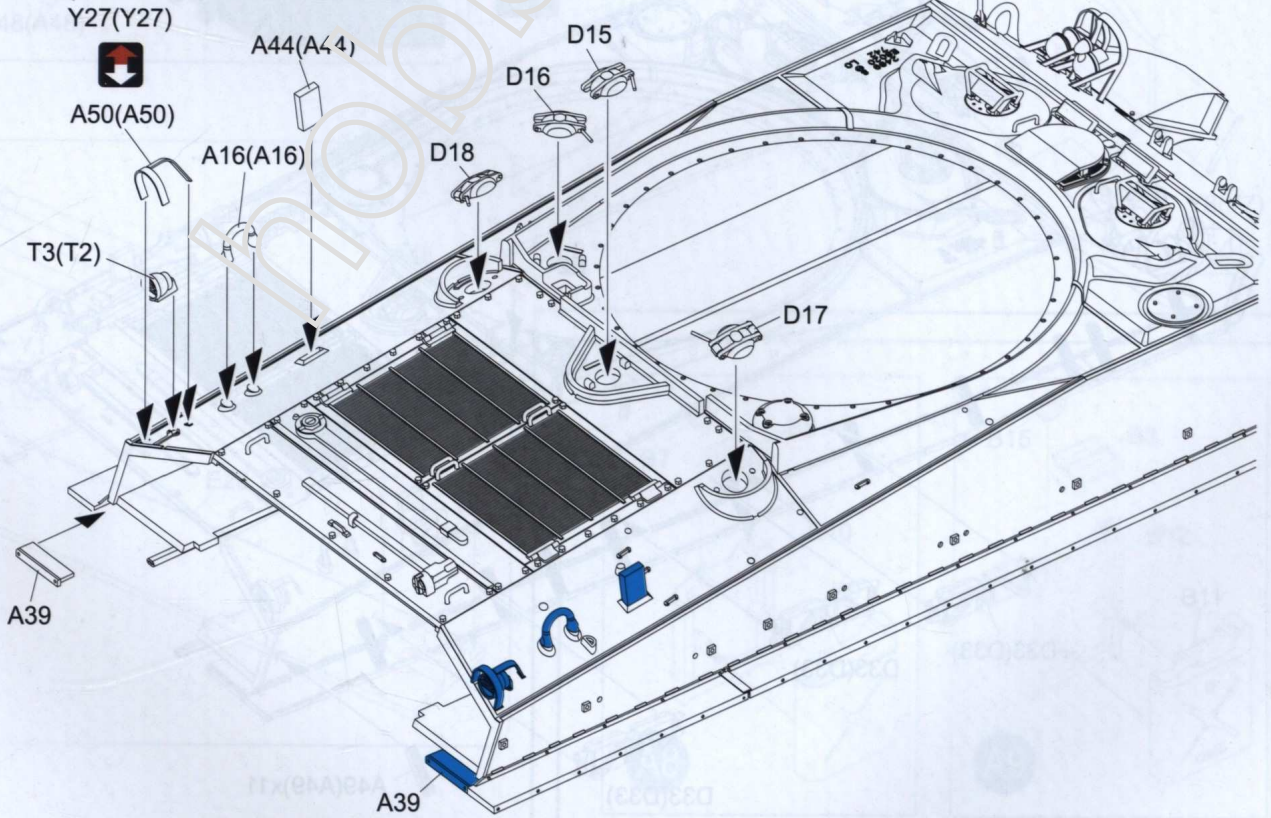 Y27(Y27)
A50(A50)
A44(A44)
D15
D16
A16(A16)
D18
T3(T2)
D17
A39
A39